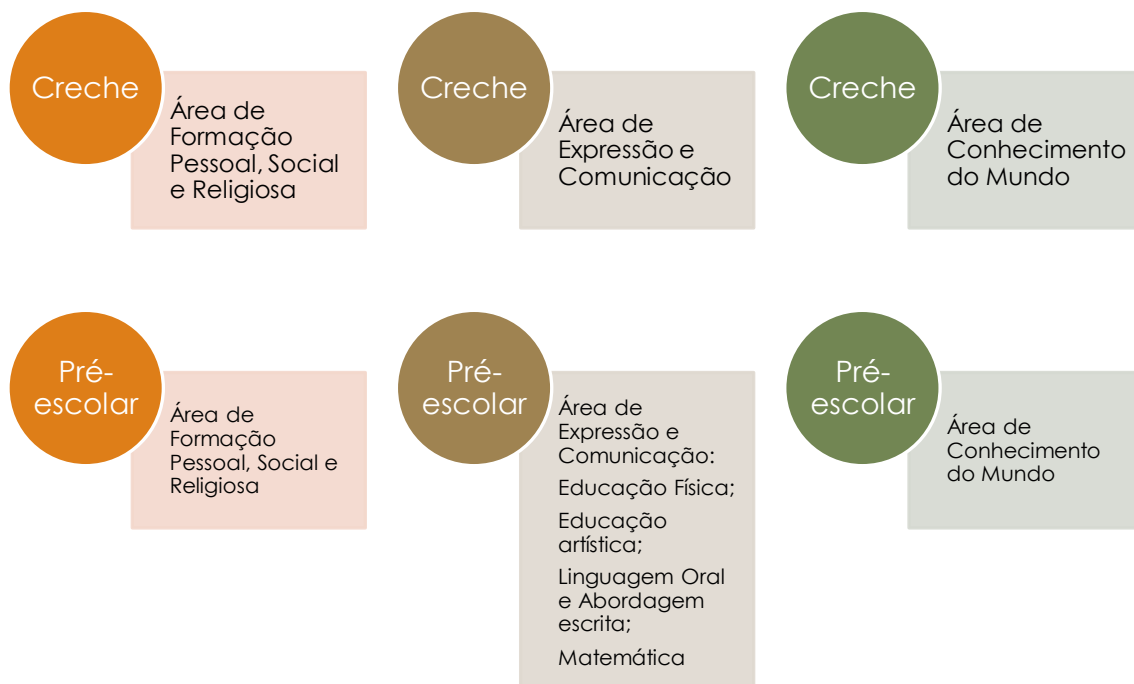 Creche
Área de
Formação
Pessoal, Social
e Religiosa
Creche
Área de
Expressão e
Comunicação
Creche
Área de
Conhecimento
do Mundo
Pré-
escolar
Área de
Formação
Pessoal, Social e
Religiosa
Pré-
escolar
Área de
Expressão e
Comunicação:
Educação Física;
Educação
artística;
Linguagem Oral
e Abordagem
escrita;
Matemática
Pré-
escolar
Área de
Conhecimento
do Mundo